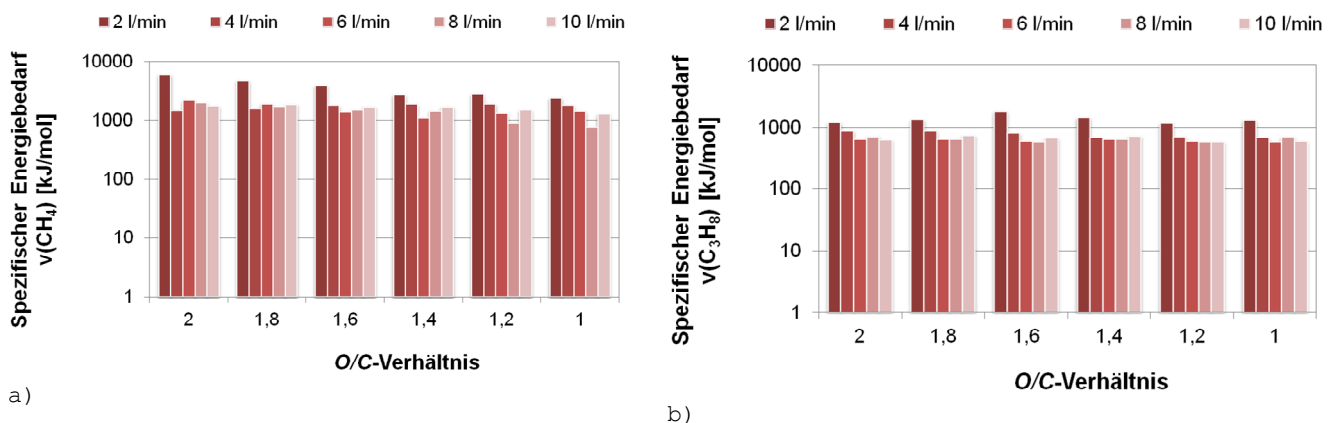 2 l/min 4 l/min 6 l/min 8 l/min 10 l/min
10000
1000
100
10
1
Spezifischer Energiebedarf
ν(CH₄) [kJ/mol]
2 1,8 1,6 1,4 1,2 1
O/C-Verhältnis
a)
2 l/min 4 l/min 6 l/min 8 l/min 10 l/min
10000
1000
100
10
1
Spezifischer Energiebedarf
ν(C₃H₈) [kJ/mol]
2 1,8 1,6 1,4 1,2 1
O/C-Verhältnis
b)